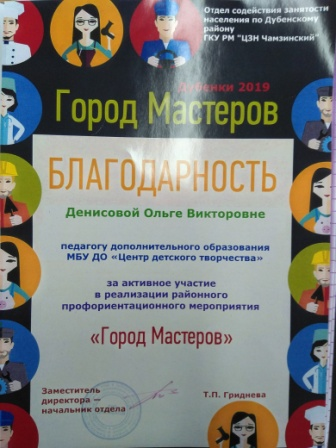 Отдел содействия занятости
населения по Дубенскому
району
ГКУ РМ "ЦЗН Чамзинский"
Дубенки 2019
Город Мастеров
БЛАГОДАРНОСТЬ
Денисовой Ольге Викторовне
педагогу дополнительного образования
МБУ ДО «Центр детского творчества»
за активное участие
в реализации районного
профориентационного мероприятия
«Город Мастеров»
Заместитель
директора —
начальник отдела
Т.П. Гриднева